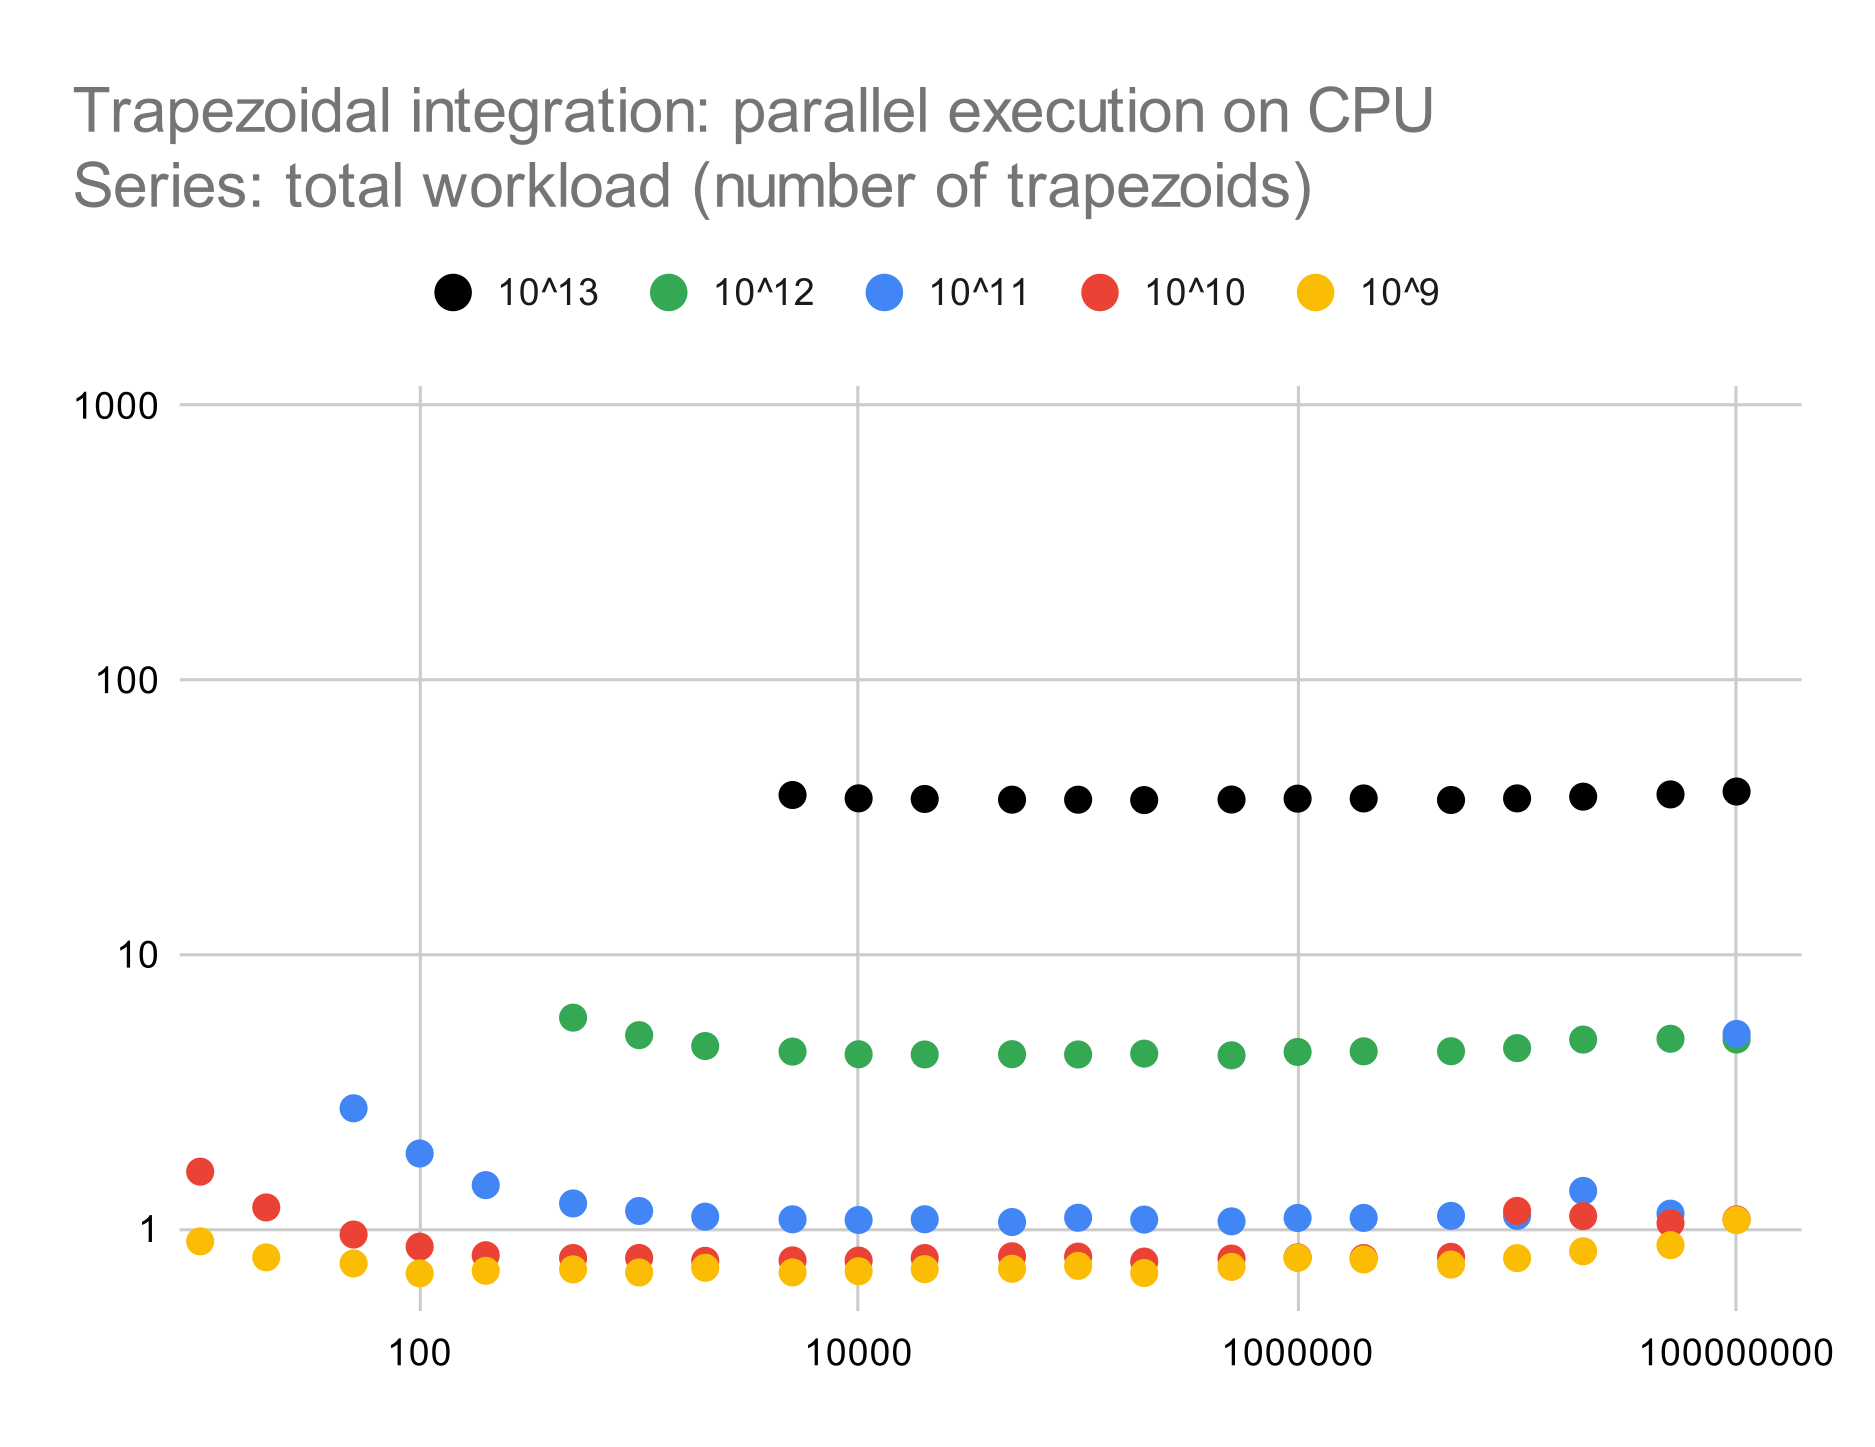 Trapezoidal integration: parallel execution on CPU
Series: total workload (number of trapezoids)
10^13 10^12 10^11 10^10 10^9
1000
100
10
1
100 10000 1000000 100000000